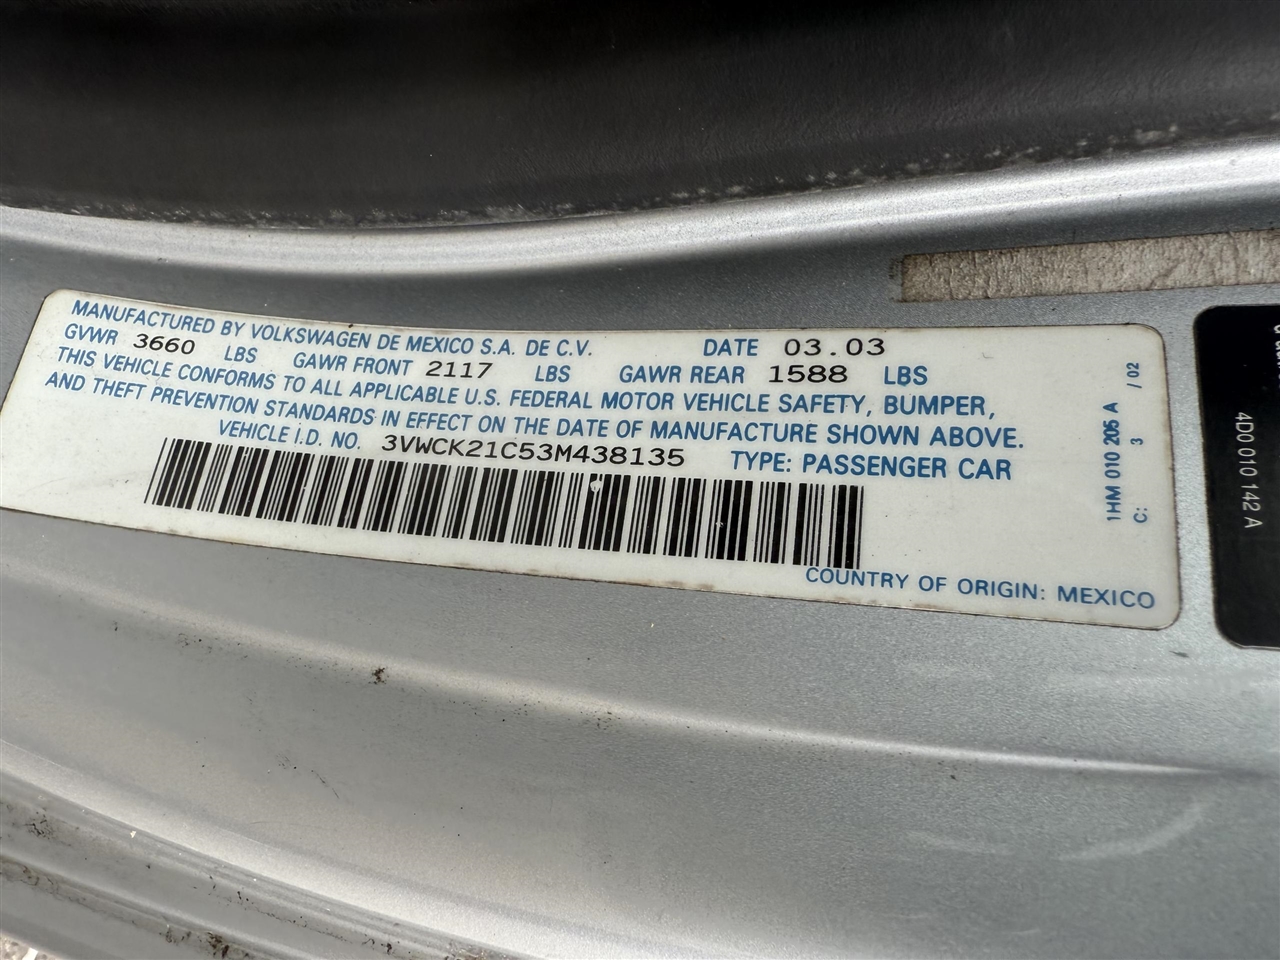 MANUFACTURED BY VOLKSWAGEN DE MEXICO S.A. DE C.V. DATE 03.03
GVWR 3660 LBS GAWR FRONT 2117 LBS GAWR REAR 1588 LBS
THIS VEHICLE CONFORMS TO ALL APPLICABLE U.S. FEDERAL MOTOR VEHICLE SAFETY, BUMPER,
AND THEFT PREVENTION STANDARDS IN EFFECT ON THE DATE OF MANUFACTURE SHOWN ABOVE.
VEHICLE I.D. NO. 3VWCK21C53M438135 TYPE: PASSENGER CAR
COUNTRY OF ORIGIN: MEXICO
1HM 010 205 A / 02
C: 3
4D0 010 142 A